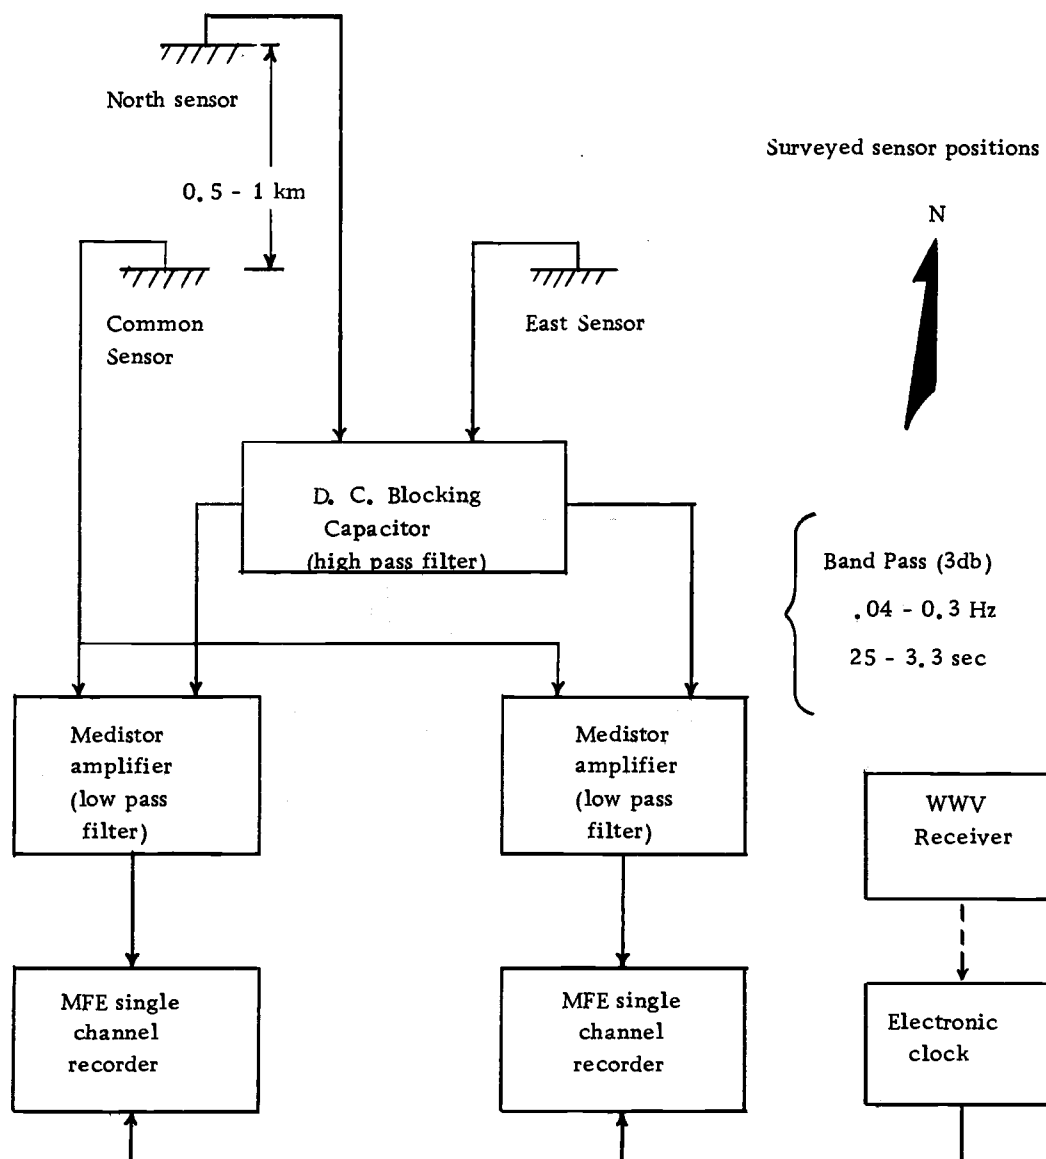 North sensor
Surveyed sensor positions
0.5 - 1 km
N
Common
Sensor
East Sensor
D. C. Blocking
Capacitor
(high pass filter)
Band Pass (3db)
.04 - 0.3 Hz
25 - 3.3 sec
Medistor
amplifier
(low pass
filter)
Medistor
amplifier
(low pass
filter)
WWV
Receiver
MFE single
channel
recorder
MFE single
channel
recorder
Electronic
clock